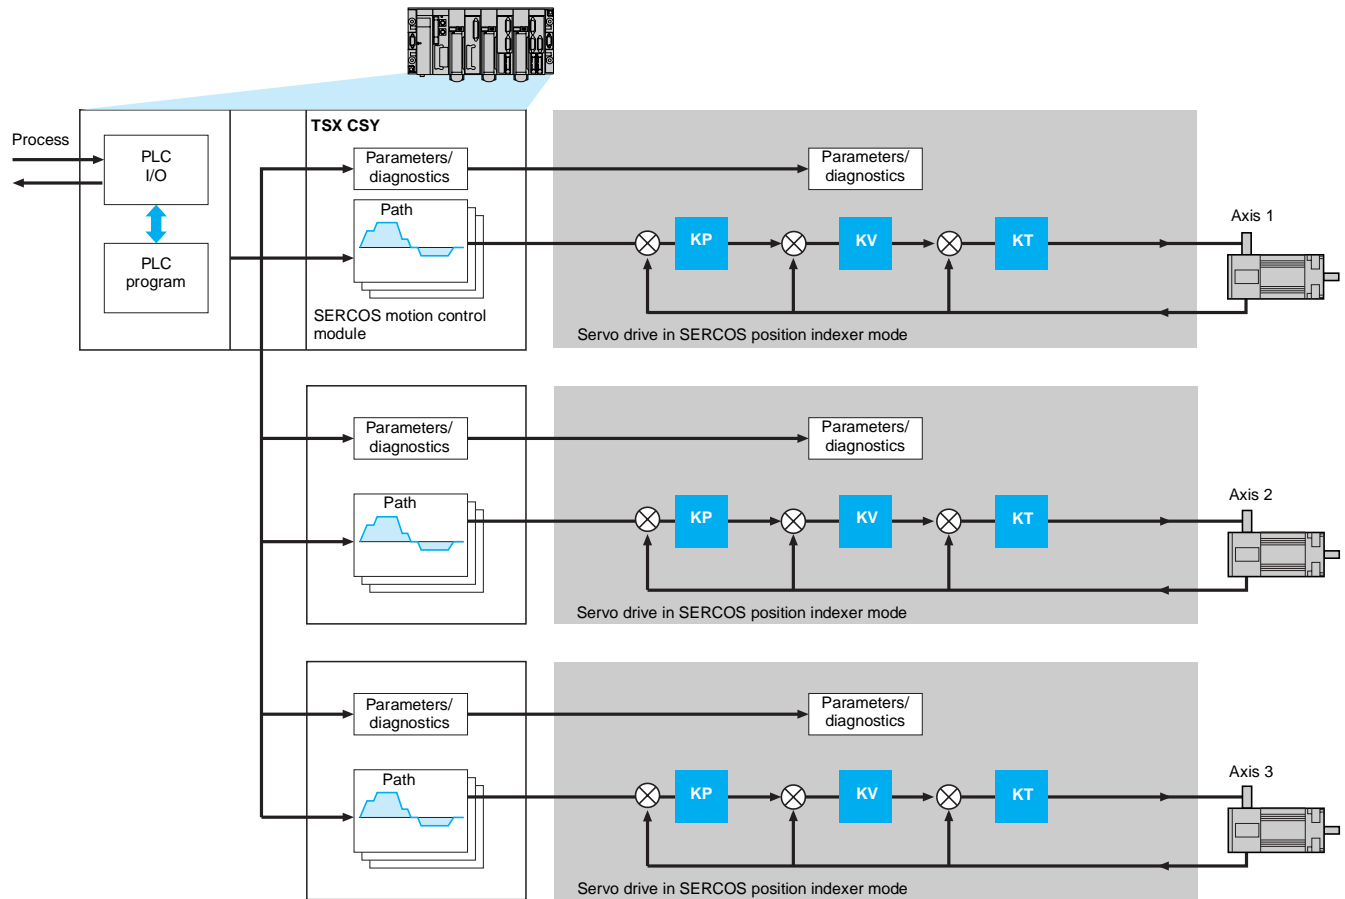 TSX CSY
Process
PLC
I/O
PLC
program
Parameters/
diagnostics
Path
SERCOS motion control
module
Parameters/
diagnostics
KP
KV
KT
Axis 1
Servo drive in SERCOS position indexer mode
Parameters/
diagnostics
Path
Parameters/
diagnostics
KP
KV
KT
Axis 2
Servo drive in SERCOS position indexer mode
Parameters/
diagnostics
Path
Parameters/
diagnostics
KP
KV
KT
Axis 3
Servo drive in SERCOS position indexer mode